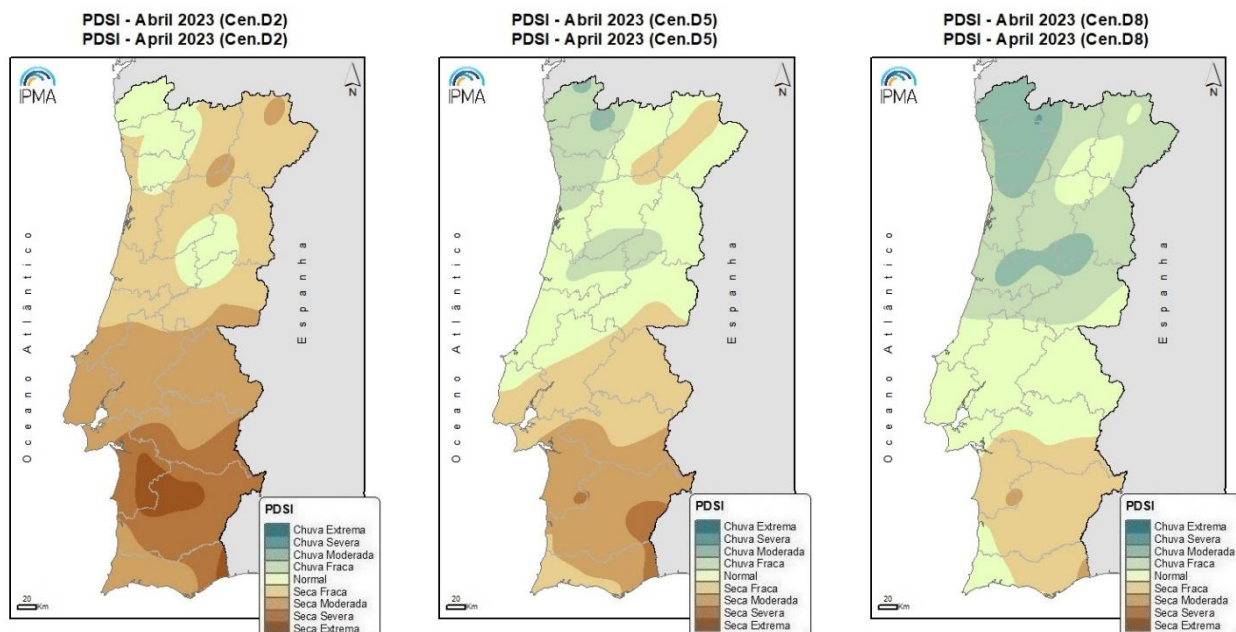 PDSI - Abril 2023 (Cen.D2)
PDSI - April 2023 (Cen.D2)
IPMA
N
Oceano Atlântico
Espanha
20
Km
PDSI
Chuva Extrema
Chuva Severa
Chuva Moderada
Chuva Fraca
Normal
Seca Fraca
Seca Moderada
Seca Severa
Seca Extrema
PDSI - Abril 2023 (Cen.D5)
PDSI - April 2023 (Cen.D5)
IPMA
N
Oceano Atlântico
Espanha
20
Km
PDSI
Chuva Extrema
Chuva Severa
Chuva Moderada
Chuva Fraca
Normal
Seca Fraca
Seca Moderada
Seca Severa
Seca Extrema
PDSI - Abril 2023 (Cen.D8)
PDSI - April 2023 (Cen.D8)
IPMA
N
Oceano Atlântico
Espanha
20
Km
PDSI
Chuva Extrema
Chuva Severa
Chuva Moderada
Chuva Fraca
Normal
Seca Fraca
Seca Moderada
Seca Severa
Seca Extrema